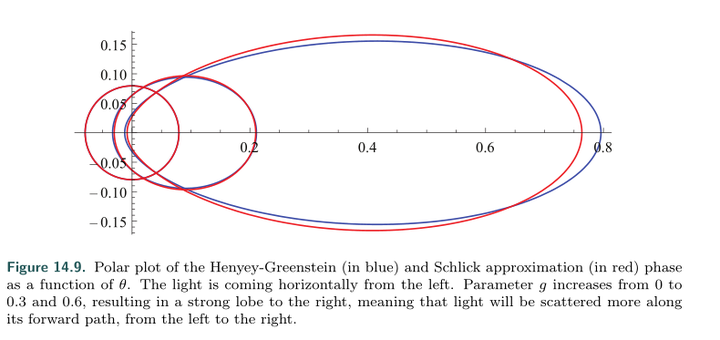 0.15
0.10
0.05
0.2
0.4
0.6
0.8
−0.05
−0.10
−0.15
Figure 14.9. Polar plot of the Henyey-Greenstein (in blue) and Schlick approximation (in red) phase
as a function of θ. The light is coming horizontally from the left. Parameter g increases from 0 to
0.3 and 0.6, resulting in a strong lobe to the right, meaning that light will be scattered more along
its forward path, from the left to the right.